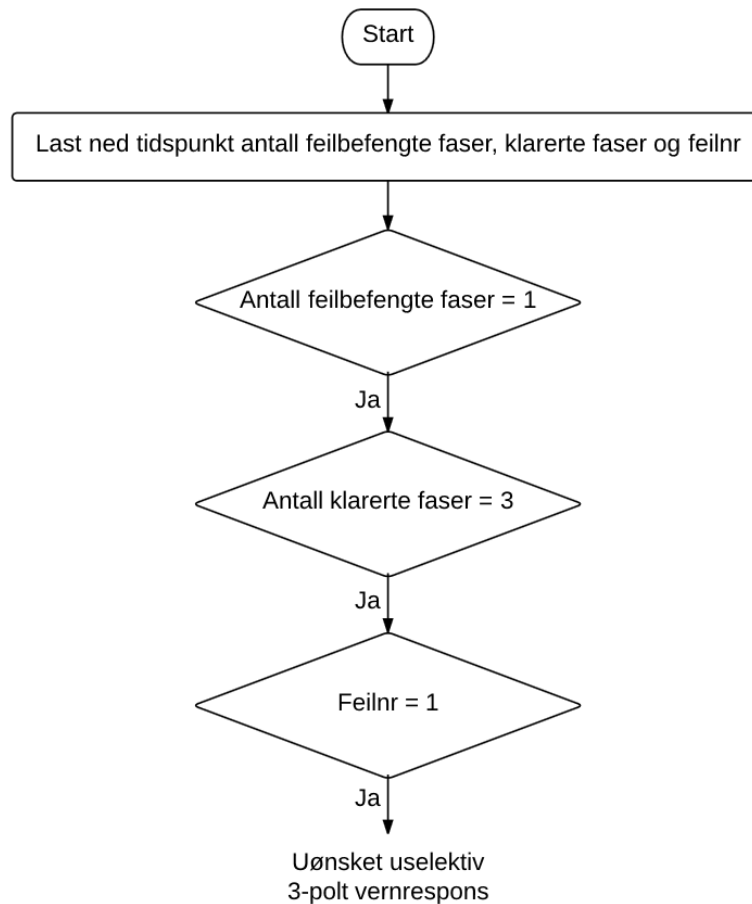 Start
Last ned tidspunkt antall feilbefengte faser, klarerte faser og feilnr
Antall feilbefengte faser = 1
Ja
Antall klarerte faser = 3
Ja
Feilnr = 1
Ja
Uønsket uselektiv
3-polt vernrespons